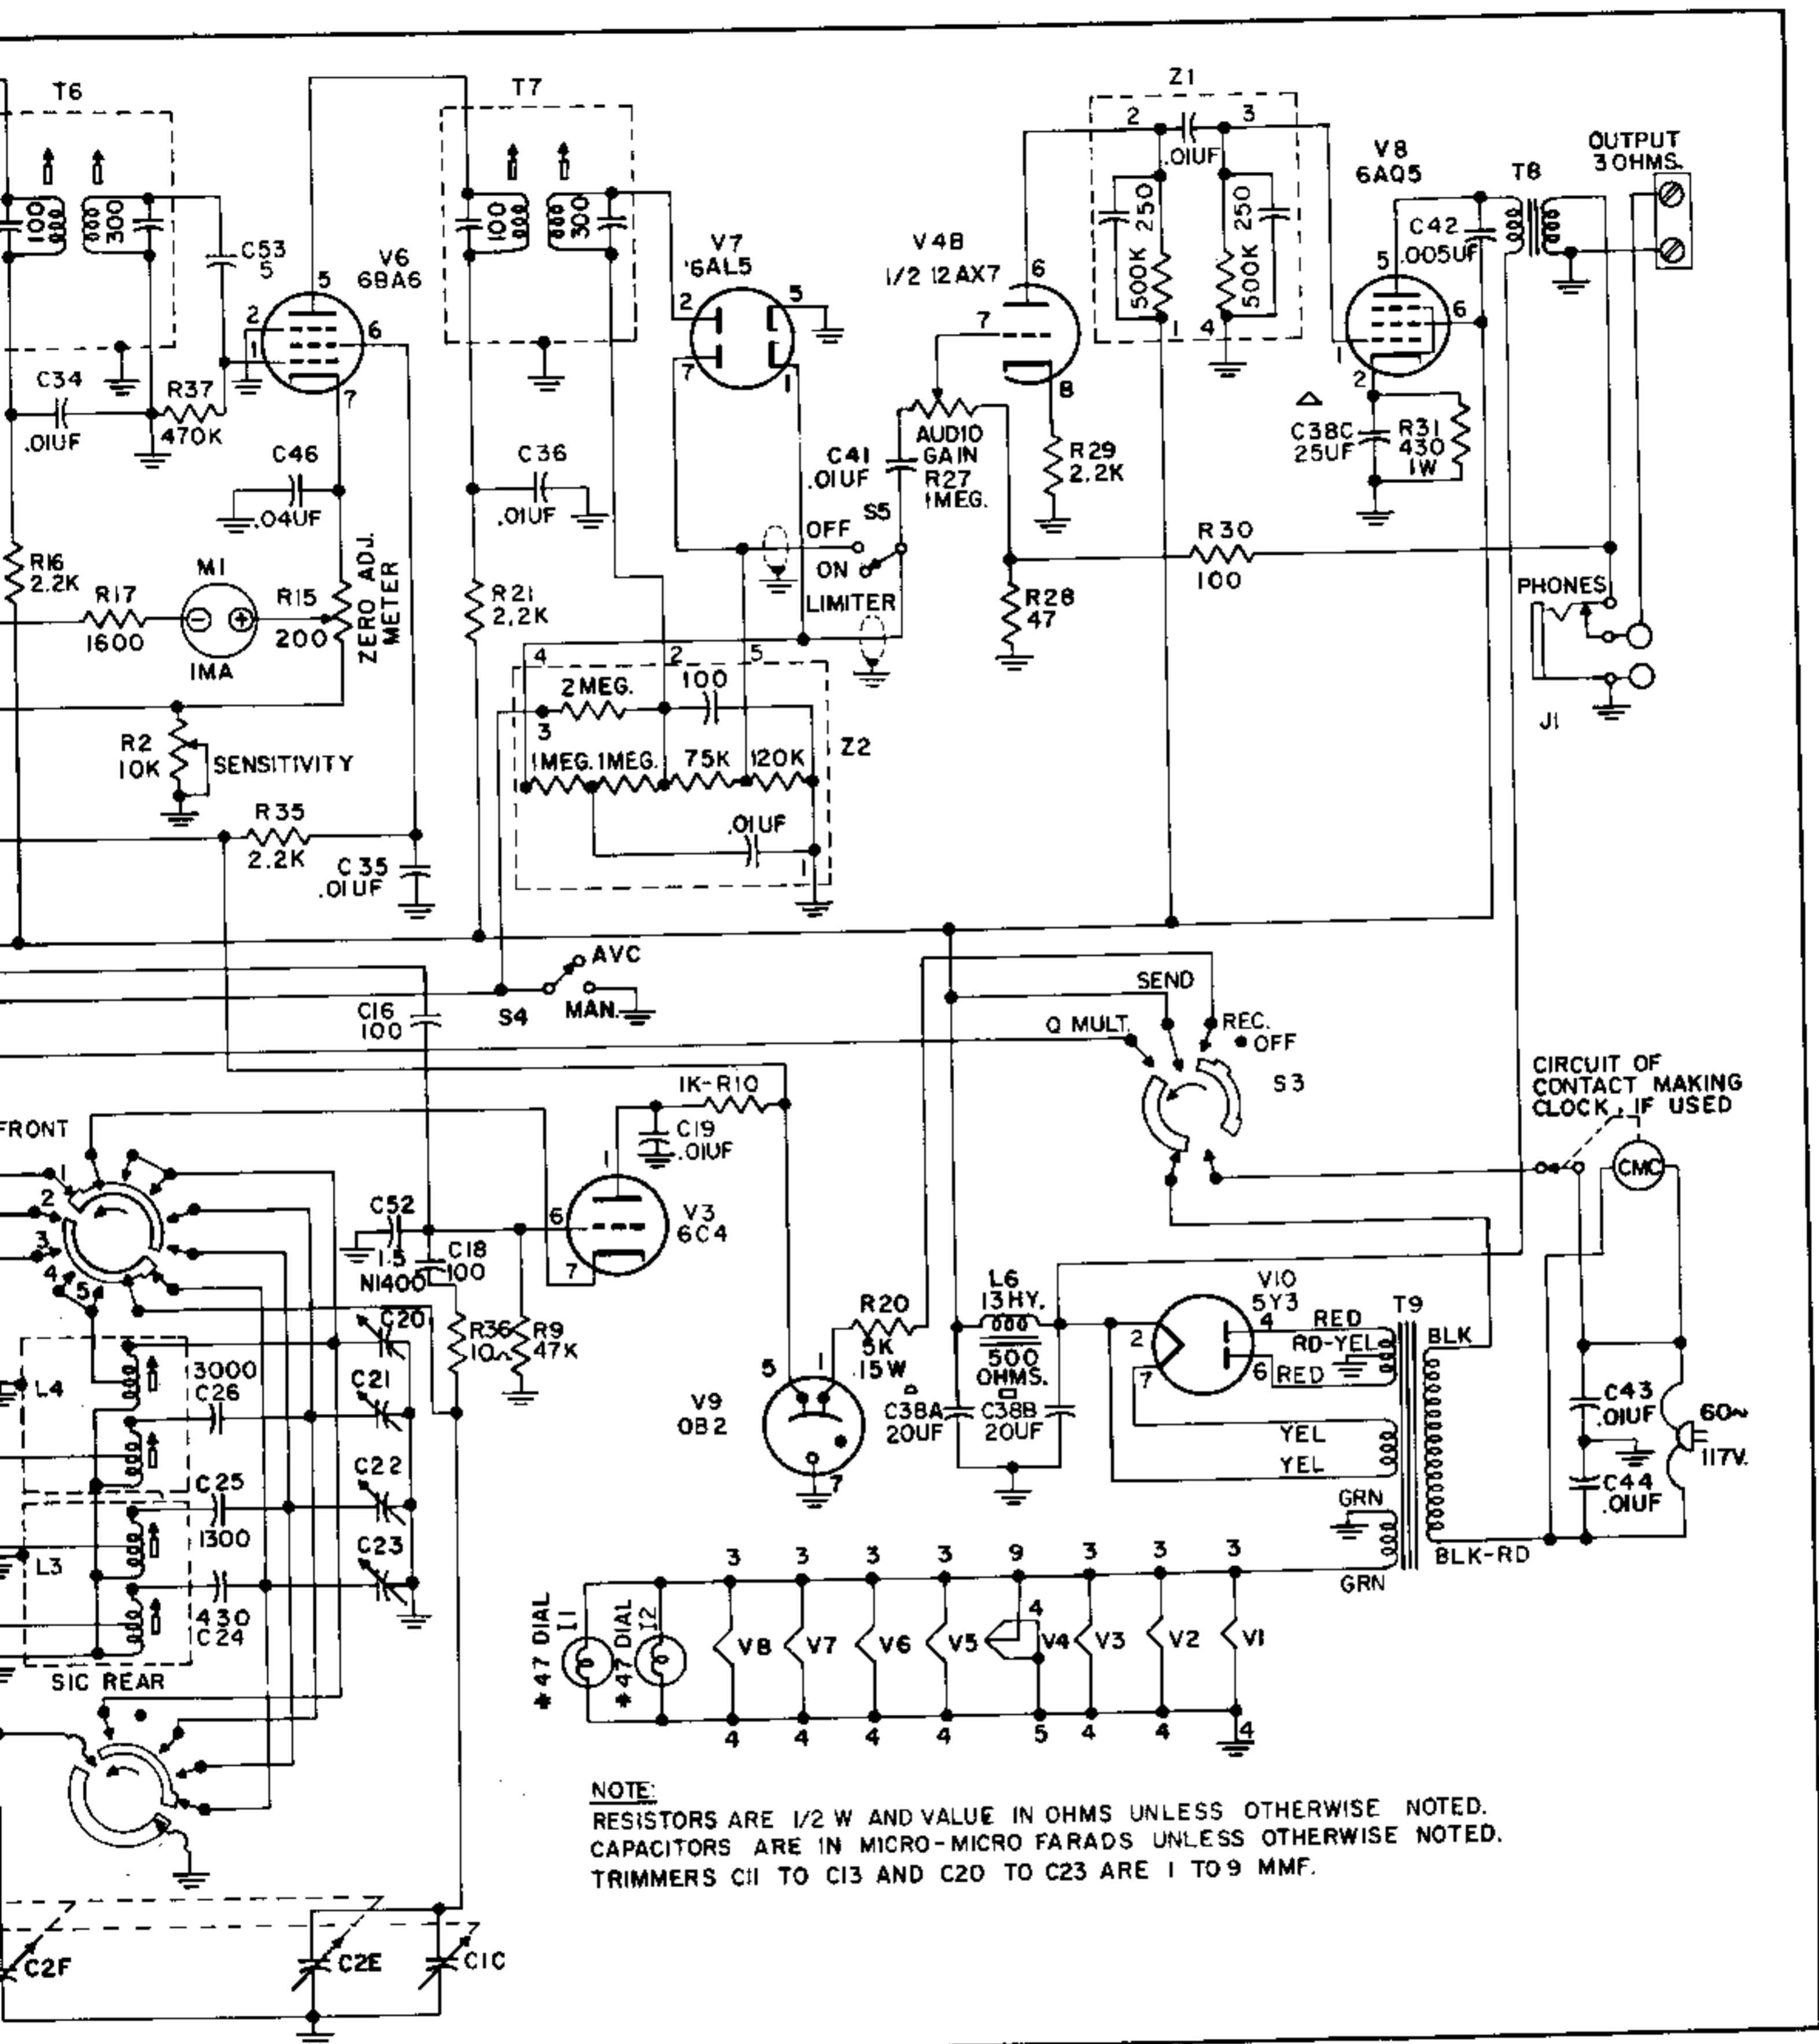 T6
100
300
C53
5
V6
6BA6
5
2
1
6
7
C34
.01UF
R37
470K
C46
.04UF
R16
2.2K
R17
1600
M1
1MA
R15
200
ZERO ADJ.
METER
R2
10K
SENSITIVITY
R35
2.2K
C35
.01UF
T7
100
300
V7
6AL5
2
5
7
1
C36
.01UF
R21
2.2K
OFF
ON
LIMITER
S5
C41
.01UF
AUDIO
GAIN
R27
1MEG.
V4B
1/2 12AX7
6
7
8
R29
2.2K
Z1
2
3
.01UF
250
250
500K
500K
1
4
V8
6AQ5
5
6
1
2
C42
.005UF
T8
OUTPUT
3 OHMS.
C38C
25UF
R31
430
1W
R28
47
R30
100
PHONES
J1
4
2
5
2 MEG.
100
3
Z2
1MEG.
1MEG.
75K
120K
.01UF
1
AVC
MAN.
S4
C16
100
SEND
Q MULT.
REC.
OFF
S3
CIRCUIT OF
CONTACT MAKING
CLOCK, IF USED
CMC
FRONT
1
2
3
4
5
1K-R10
C19
.01UF
1
V3
6C4
6
7
C52
1.5
N1400
C18
100
C20
R36
10Ω
R9
47K
L4
3000
C26
C21
C22
C25
1300
L3
C23
430
C24
S1C REAR
V9
OB2
5
1
7
R20
5K
15W
L6
13HY.
500
OHMS.
C38A
20UF
C38B
20UF
V10
5Y3
2
4
7
6
RED
RD-YEL
RED
T9
BLK
YEL
YEL
GRN
GRN
BLK-RD
C43
.01UF
C44
.01UF
60~
117V.
3 3 3 3 9 3 3 3
#47 DIAL
I1
#47 DIAL
I2
V8 V7 V6 V5 4 V4 V3 V2 V1
4 4 4 4 5 4 4 4
NOTE:
RESISTORS ARE 1/2 W AND VALUE IN OHMS UNLESS OTHERWISE NOTED.
CAPACITORS ARE IN MICRO-MICRO FARADS UNLESS OTHERWISE NOTED.
TRIMMERS C11 TO C13 AND C20 TO C23 ARE 1 TO 9 MMF.
C2F
C2E
C1C